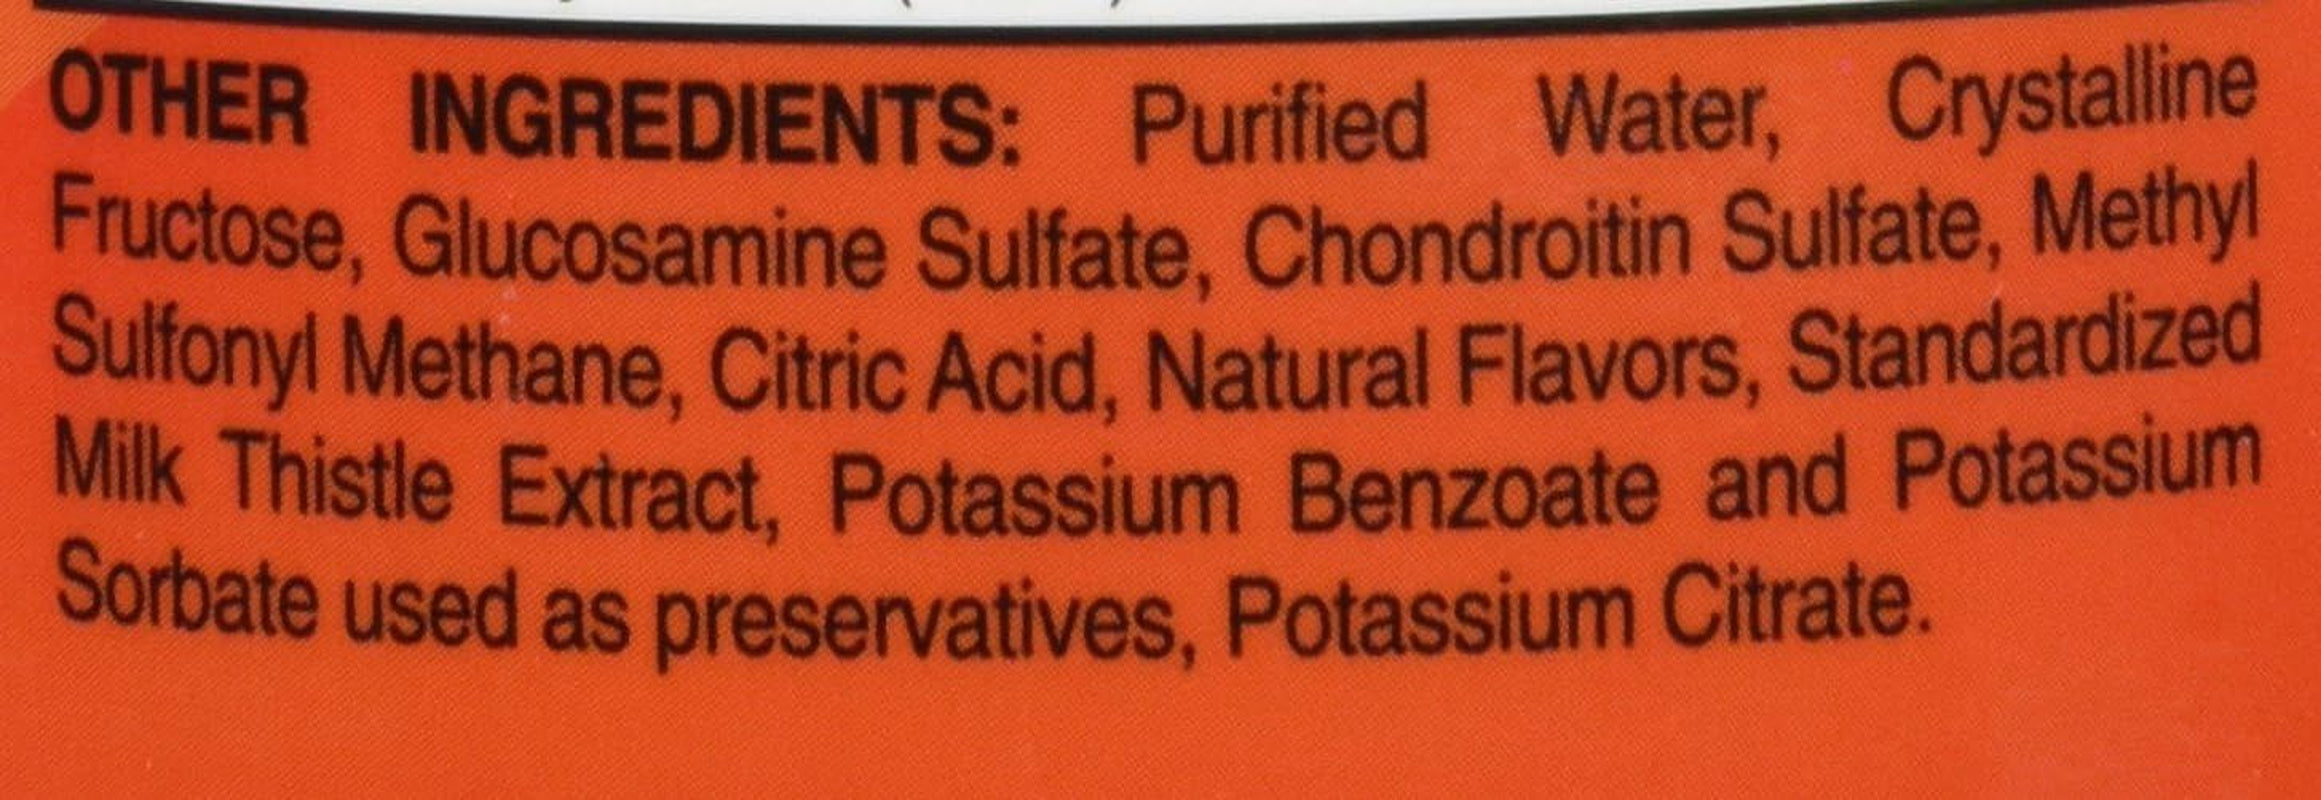 OTHER INGREDIENTS: Purified Water, Crystalline
Fructose, Glucosamine Sulfate, Chondroitin Sulfate, Methyl
Sulfonyl Methane, Citric Acid, Natural Flavors, Standardized
Milk Thistle Extract, Potassium Benzoate and Potassium
Sorbate used as preservatives, Potassium Citrate.